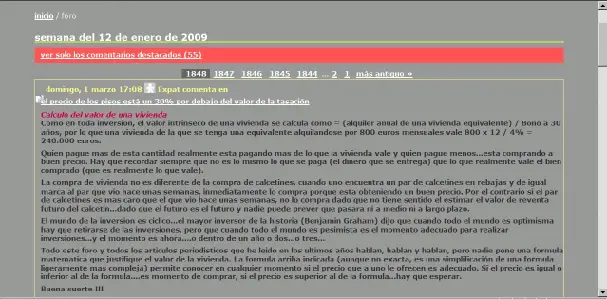 inicio / foro
semana del 12 de enero de 2009
ver solo los comentarios destacados (55)
1848 1847 1846 1845 1844 ... 2 1 más antiguo »
domingo, 1 marzo 17:08 Expat comenta en
el precio de los pisos está un 30% por debajo del valor de la tasación
Calculo del valor de una vivienda
Como en toda inversion, el valor intrinseco de una vivienda se calcula como = (alquiler anual de una vivienda equivalente) / Bono a 30
años, por lo que una vivienda de la que se tenga una equivalente alquiandose por 800 euros mensuales vale 800 x 12 / 4% =
240.000 euros.
Quien pague mas de esta cantidad realmente esta pagando mas de lo que la vivienda vale y quien pague menos...esta comprando a
bien precio. Hay que recordar siempre que no es lo mismo lo que se paga (el dinero que se entrega) que lo que realmente vale el bien
comprado (que es realmente lo que vale).
La compra de vivienda no es diferente de la compra de calcetines, cuando uno encuentra un par de calcetines en rebajas y de igual
marca al par que vio hace unas semanas, inmediatamente lo compra porque esta obteniendo un buen precio. Por el contrario si el par
de calcetines es mas caro que el que vio hace unas semanas, no lo compra dado que no tiene sentido el estimar el valor de reventa
futuro del calcetn...dado que el futuro es el futuro y nadie puede prever que pasara ni a medio ni a largo plazo.
El mundo de la inversion es ciclico...el mayor inversor de la historia (Benjamin Graham) dijo que cuando todo el mundo es optimisma
hay que retirarse de las inversiones, pero que cuando todo el mundo es pesimista es el momento adecuado para realizar
inversiones...y el momento es ahora....o dentro de un año o dos..o tres...
Todo este foro y todos los articulos periodisticos que he leido en los ultimos años hablan, hablan y hablar, pero nadie pone una formula
matematica que justifique el valor de la vivienda. La formula arriba indicada (aunque no exacta, es una simplificación de una formula
ligeramente mas compleja) permite conocer en cualquier momento si el precio que a uno le ofrecen es adecuado. Si el precio es igual o
inferior al de la formula....es momento de comprar, si el precio es superior al de la formula...hay que esperar.
Buena suerte !!!